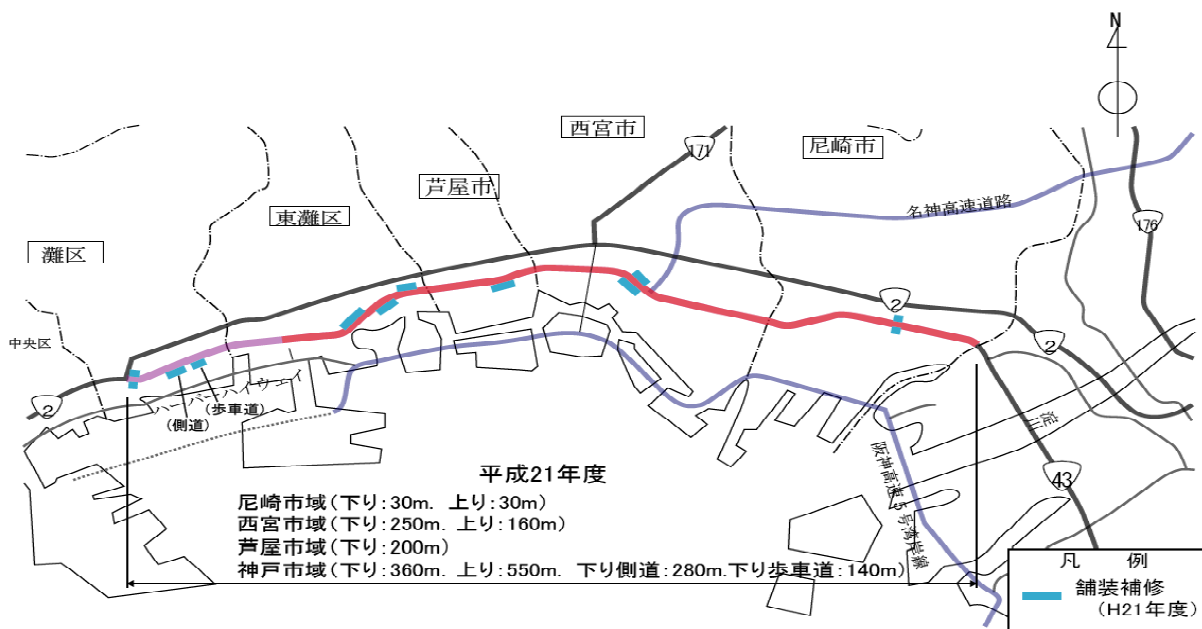 N
西宮市
171
尼崎市
芦屋市
東灘区
名神高速道路
176
灘区
2
2
中央区
ハーバーハイウェイ
(歩車道)
(側道)
2
淀川
阪神高速5号湾岸線
43
平成21年度
尼崎市域(下り:30m. 上り:30m)
西宮市域(下り:250m. 上り:160m)
芦屋市域(下り:200m)
神戸市域(下り:360m. 上り:550m. 下り側道:280m.下り歩車道:140m)
凡 例
舗装補修
(H21年度)